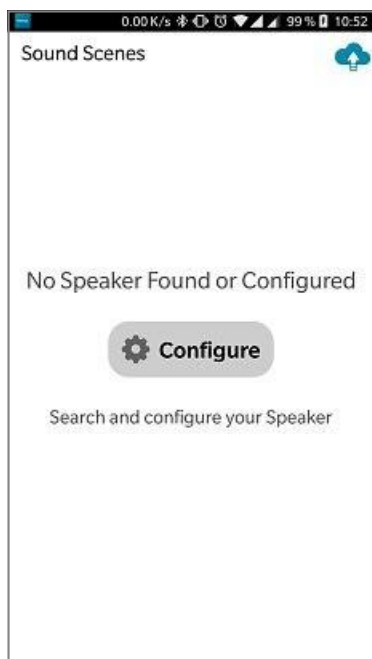 0.00 K/s 99 % 10:52
Sound Scenes
No Speaker Found or Configured
Configure
Search and configure your Speaker